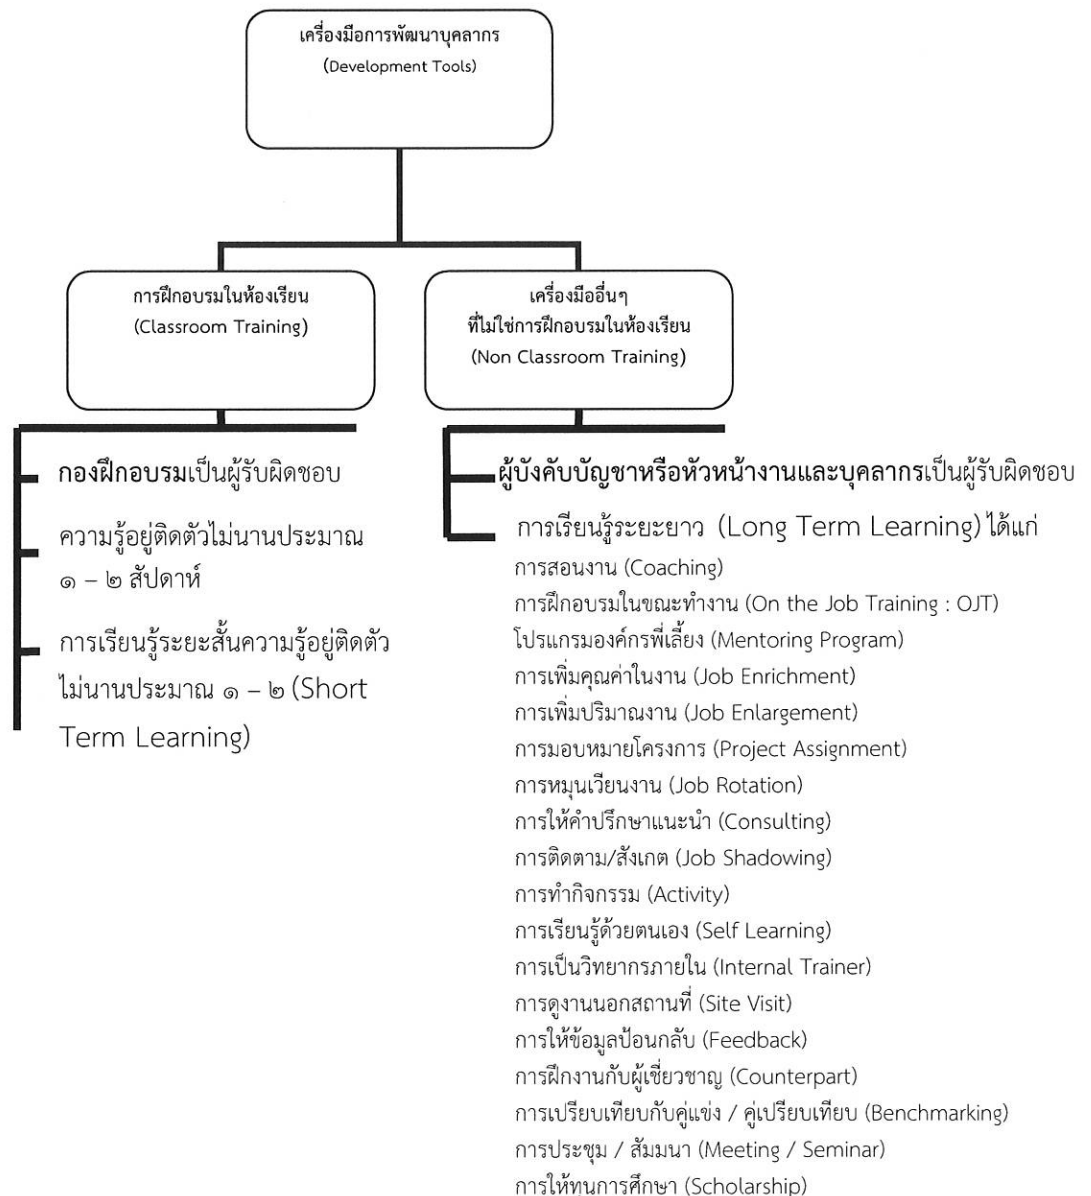 เครื่องมือการพัฒนาบุคลากร
(Development Tools)
การฝึกอบรมในห้องเรียน
(Classroom Training)
เครื่องมืออื่นๆ
ที่ไม่ใช่การฝึกอบรมในห้องเรียน
(Non Classroom Training)
กองฝึกอบรมเป็นผู้รับผิดชอบ
ความรู้อยู่ติดตัวไม่นานประมาณ
๑ – ๒ สัปดาห์
การเรียนรู้ระยะสั้นความรู้อยู่ติดตัว
ไม่นานประมาณ ๑ – ๒ (Short
Term Learning)
ผู้บังคับบัญชาหรือหัวหน้างานและบุคลากรเป็นผู้รับผิดชอบ
การเรียนรู้ระยะยาว (Long Term Learning) ได้แก่
การสอนงาน (Coaching)
การฝึกอบรมในขณะทำงาน (On the Job Training : OJT)
โปรแกรมองค์กรพี่เลี้ยง (Mentoring Program)
การเพิ่มคุณค่าในงาน (Job Enrichment)
การเพิ่มปริมาณงาน (Job Enlargement)
การมอบหมายโครงการ (Project Assignment)
การหมุนเวียนงาน (Job Rotation)
การให้คำปรึกษาแนะนำ (Consulting)
การติดตาม/สังเกต (Job Shadowing)
การทำกิจกรรม (Activity)
การเรียนรู้ด้วยตนเอง (Self Learning)
การเป็นวิทยากรภายใน (Internal Trainer)
การดูงานนอกสถานที่ (Site Visit)
การให้ข้อมูลป้อนกลับ (Feedback)
การฝึกงานกับผู้เชี่ยวชาญ (Counterpart)
การเปรียบเทียบกับคู่แข่ง / คู่เปรียบเทียบ (Benchmarking)
การประชุม / สัมมนา (Meeting / Seminar)
การให้ทุนการศึกษา (Scholarship)